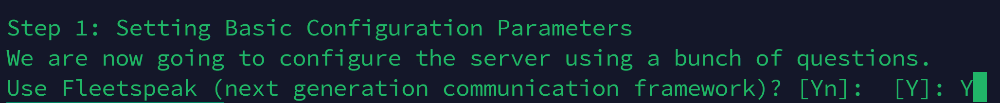 Step 1: Setting Basic Configuration Parameters
We are now going to configure the server using a bunch of questions.
Use Fleetspeak (next generation communication framework)? [Yn]:  [Y]: Y